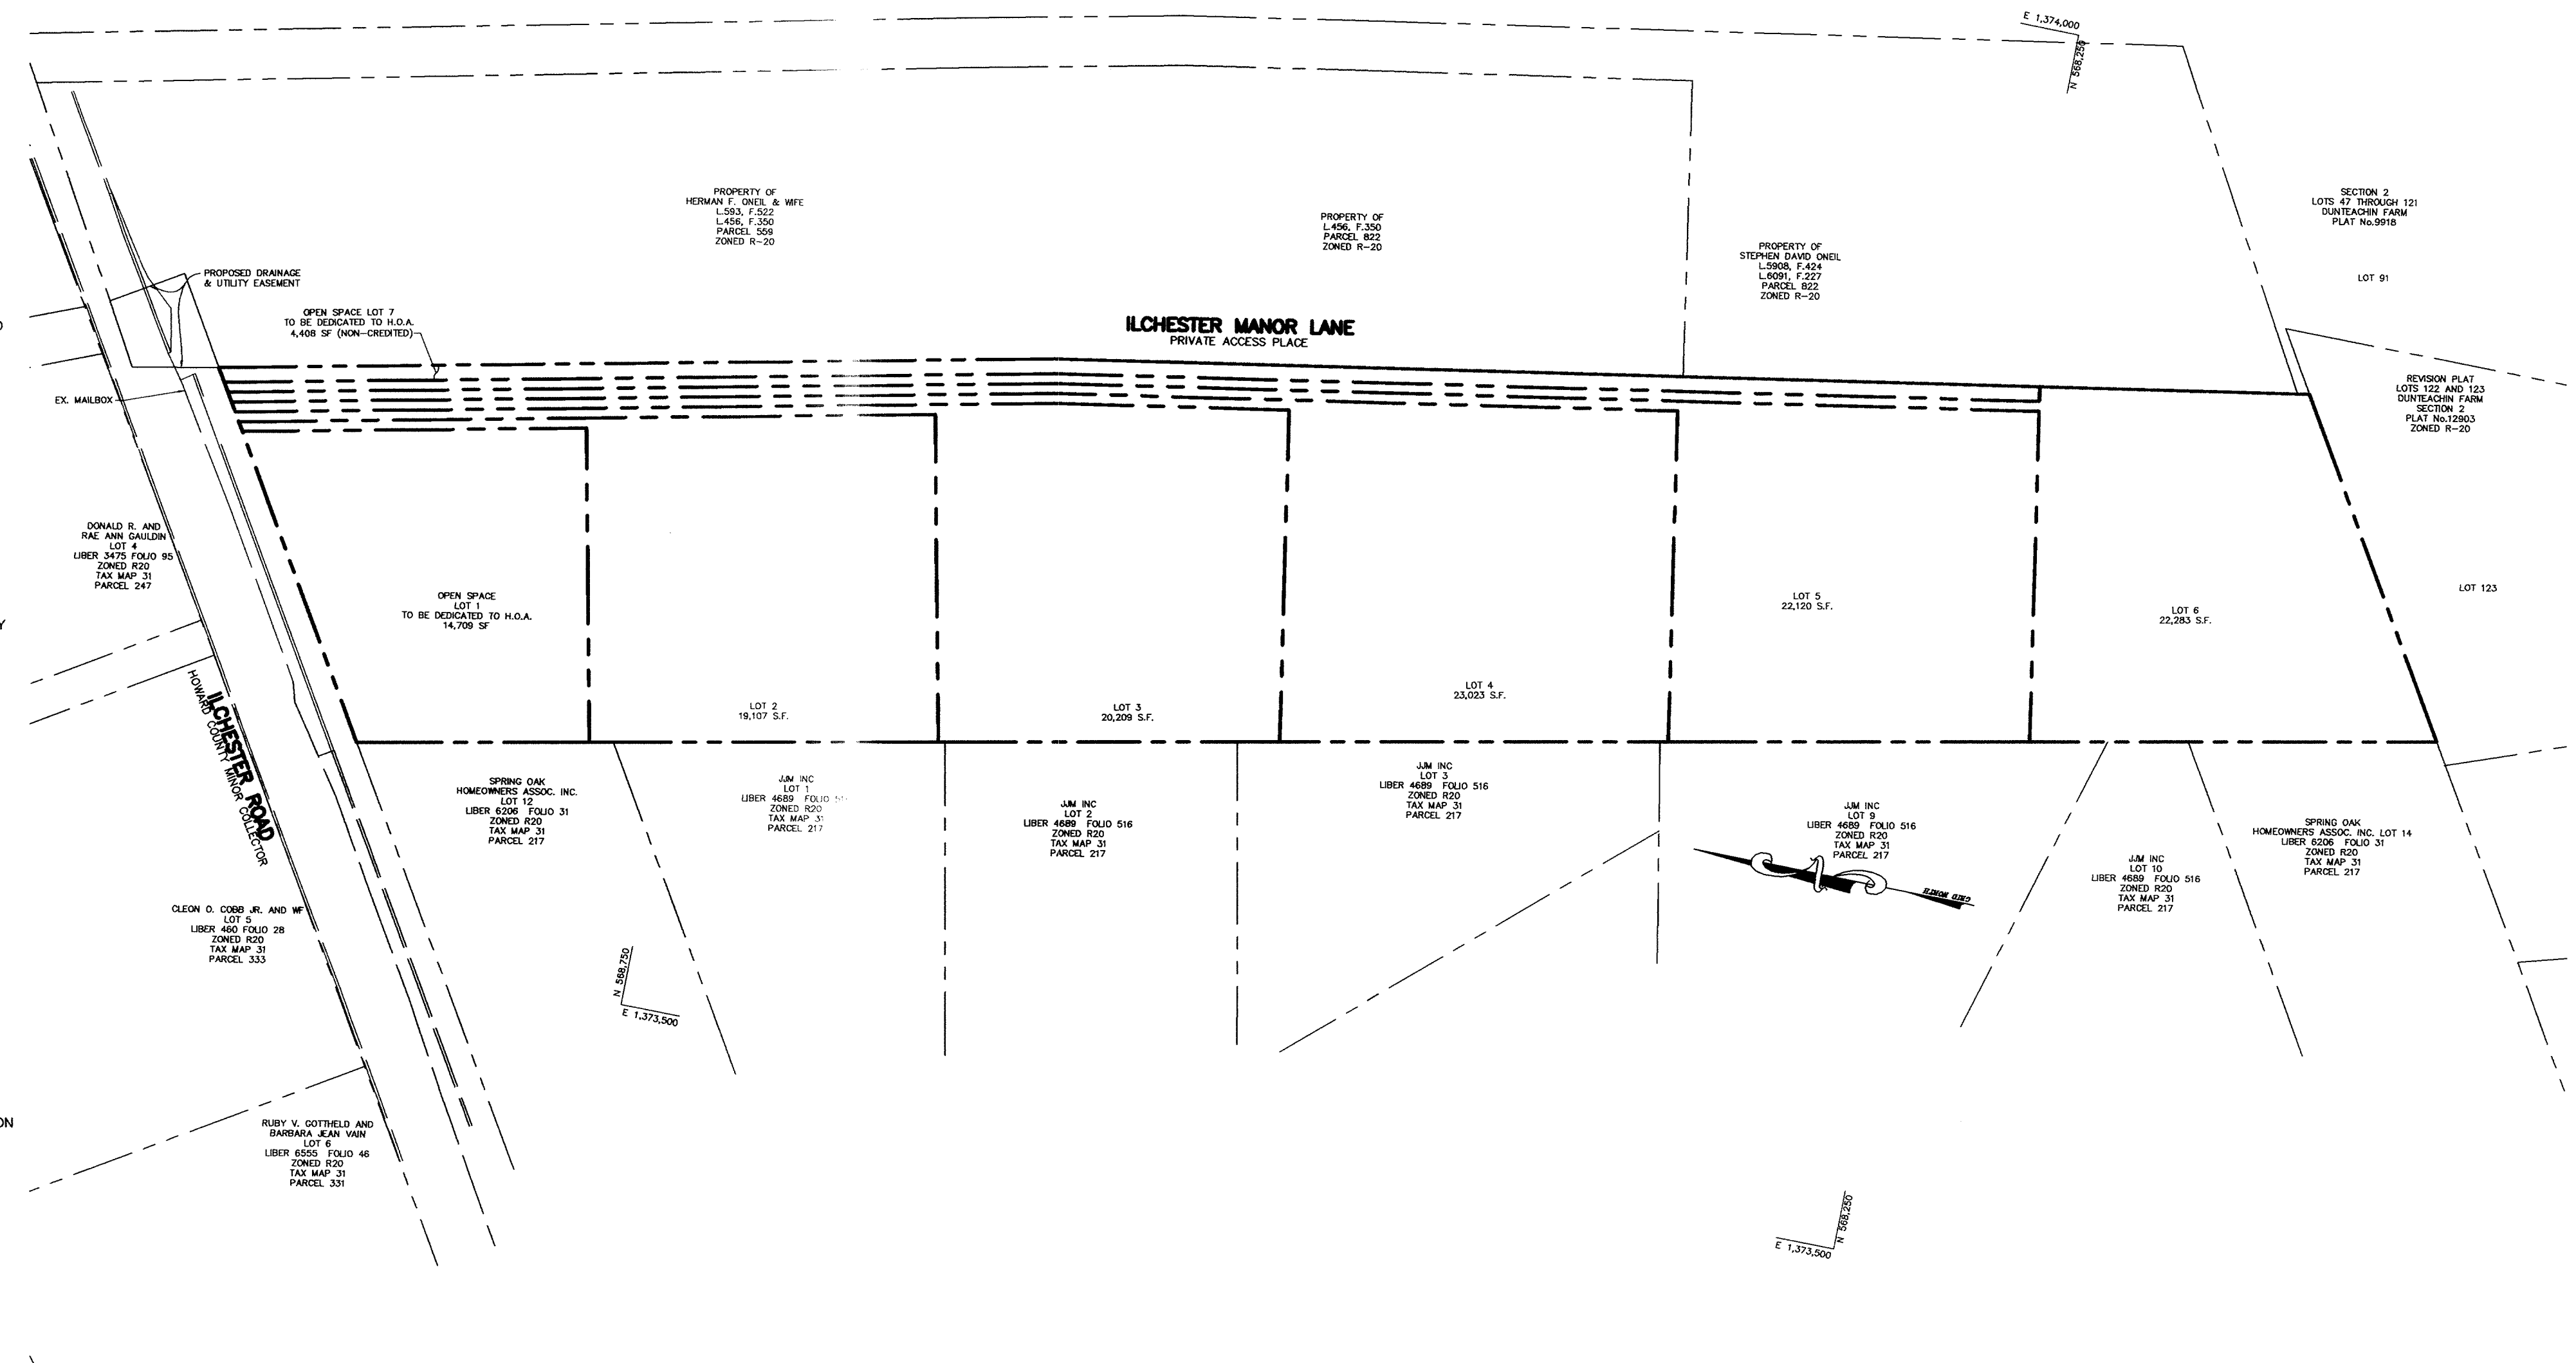 E 1,374,000
N 568,250
PROPERTY OF
HERMAN F. ONEIL & WIFE
L.593, F.522
L.456, F.350
PARCEL 559
ZONED R-20
PROPERTY OF
L.456, F.350
PARCEL 822
ZONED R-20
PROPERTY OF
STEPHEN DAVID ONEIL
L.5908, F.424
L.6091, F.227
PARCEL 822
ZONED R-20
SECTION 2
LOTS 47 THROUGH 121
DUNTEACHIN FARM
PLAT No.9918
LOT 91
PROPOSED DRAINAGE
& UTILITY EASEMENT
OPEN SPACE LOT 7
TO BE DEDICATED TO H.O.A.
4,408 SF (NON-CREDITED)
ILCHESTER MANOR LANE
PRIVATE ACCESS PLACE
EX. MAILBOX
REVISION PLAT
LOTS 122 AND 123
DUNTEACHIN FARM
SECTION 2
PLAT No.12903
ZONED R-20
DONALD R. AND
RAE ANN GAULDIN
LOT 4
LIBER 3475 FOLIO 95
ZONED R20
TAX MAP 31
PARCEL 247
OPEN SPACE
LOT 1
TO BE DEDICATED TO H.O.A.
14,709 SF
LOT 2
19,107 S.F.
LOT 3
20,209 S.F.
LOT 4
23,023 S.F.
LOT 5
22,120 S.F.
LOT 6
22,283 S.F.
LOT 123
Y
ILCHESTER ROAD
HOWARD COUNTY MINOR COLLECTOR
SPRING OAK
HOMEOWNERS ASSOC. INC.
LOT 12
LIBER 6206 FOLIO 31
ZONED R20
TAX MAP 31
PARCEL 217
JJM INC
LOT 1
LIBER 4689 FOLIO
ZONED R20
TAX MAP 31
PARCEL 217
JJM INC
LOT 2
LIBER 4689 FOLIO 516
ZONED R20
TAX MAP 31
PARCEL 217
JJM INC
LOT 3
LIBER 4689 FOLIO 516
ZONED R20
TAX MAP 31
PARCEL 217
JJM INC
LOT 9
LIBER 4689 FOLIO 516
ZONED R20
TAX MAP 31
PARCEL 217
GRID NORTH
JJM INC
LOT 10
LIBER 4689 FOLIO 516
ZONED R20
TAX MAP 31
PARCEL 217
SPRING OAK
HOMEOWNERS ASSOC. INC. LOT 14
LIBER 6206 FOLIO 31
ZONED R20
TAX MAP 31
PARCEL 217
CLEON O. COBB JR. AND WF
LOT 5
LIBER 460 FOLIO 28
ZONED R20
TAX MAP 31
PARCEL 333
N 568,750
E 1,373,500
ON
RUBY V. GOTTHELD AND
BARBARA JEAN VAIN
LOT 6
LIBER 6555 FOLIO 46
ZONED R20
TAX MAP 31
PARCEL 331
N 568,250
E 1,373,500